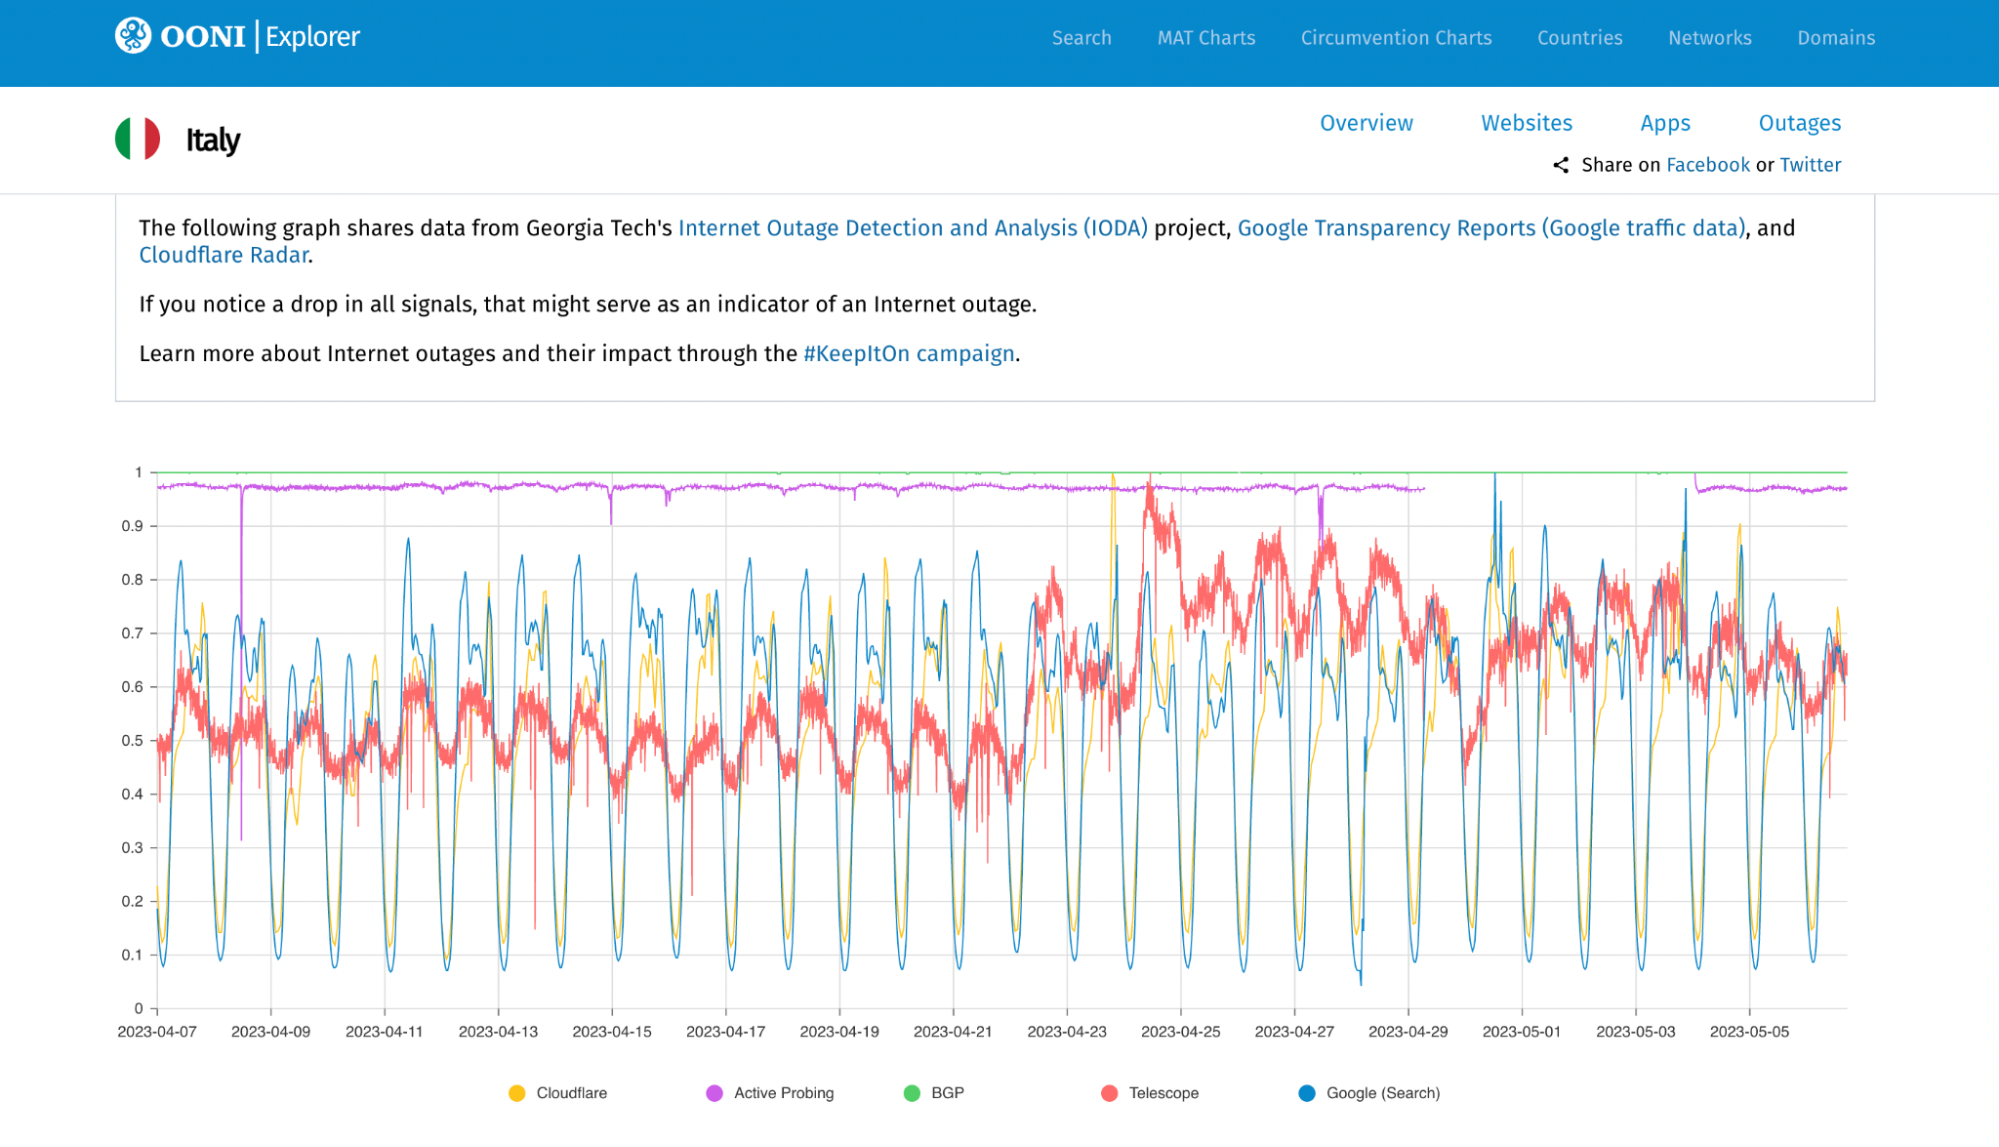 OONI Explorer
Search MAT Charts Circumvention Charts Countries Networks Domains
Italy
Overview Websites Apps Outages
Share on Facebook or Twitter
The following graph shares data from Georgia Tech's Internet Outage Detection and Analysis (IODA) project, Google Transparency Reports (Google traffic data), and
Cloudflare Radar.
If you notice a drop in all signals, that might serve as an indicator of an Internet outage.
Learn more about Internet outages and their impact through the #KeepItOn campaign.
1
0.9
0.8
0.7
0.6
0.5
0.4
0.3
0.2
0.1
0
2023-04-07 2023-04-09 2023-04-11 2023-04-13 2023-04-15 2023-04-17 2023-04-19 2023-04-21 2023-04-23 2023-04-25 2023-04-27 2023-04-29 2023-05-01 2023-05-03 2023-05-05
Cloudflare Active Probing BGP Telescope Google (Search)